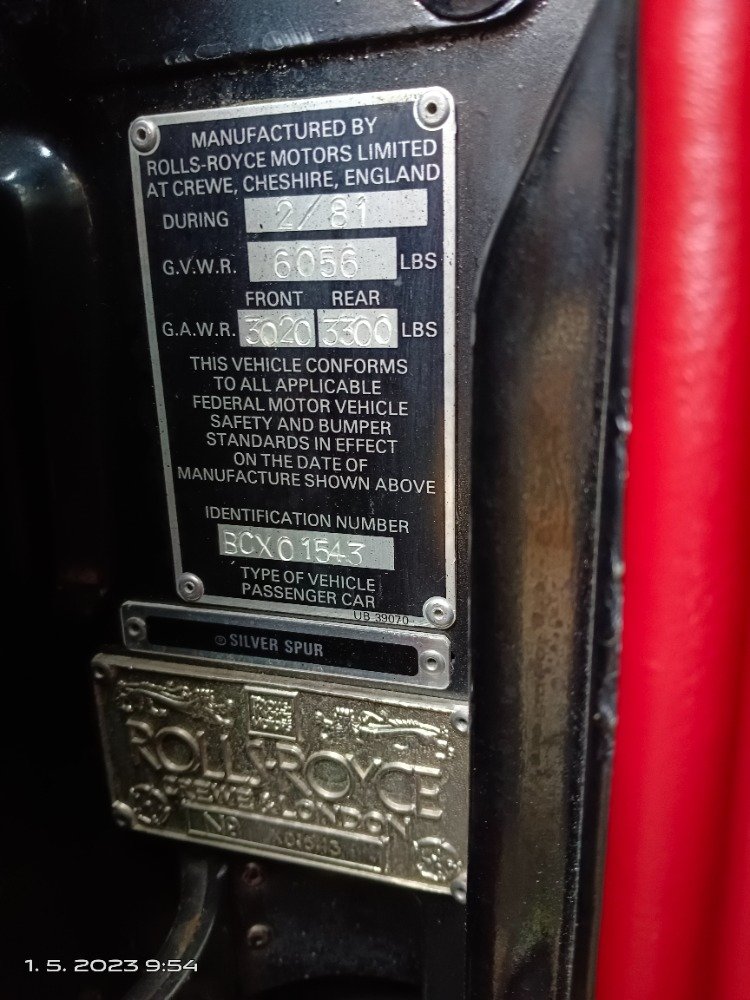 MANUFACTURED BY
ROLLS-ROYCE MOTORS LIMITED
AT CREWE, CHESHIRE, ENGLAND
DURING 2/81
G.V.W.R. 6056 LBS
FRONT REAR
G.A.W.R. 3020 3300 LBS
THIS VEHICLE CONFORMS
TO ALL APPLICABLE
FEDERAL MOTOR VEHICLE
SAFETY AND BUMPER
STANDARDS IN EFFECT
ON THE DATE OF
MANUFACTURE SHOWN ABOVE
IDENTIFICATION NUMBER
BCX01543
TYPE OF VEHICLE
PASSENGER CAR
UB 39020
SILVER SPUR
ROLLS-ROYCE
CREWE & LONDON
No
1. 5. 2023 9:54